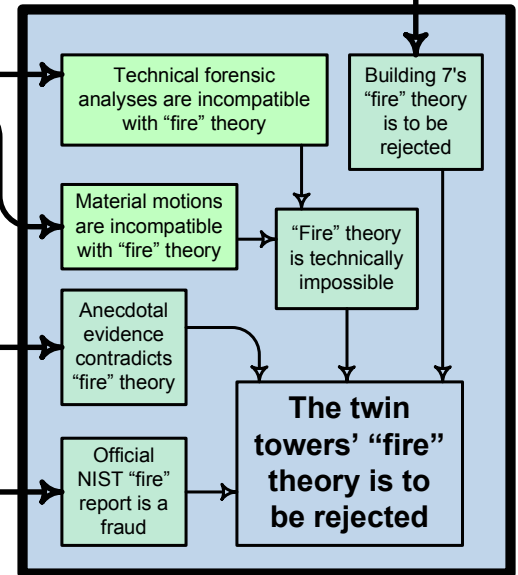 Technical forensic
analyses are incompatible
with “fire” theory
Building 7's
“fire” theory
is to be
rejected
Material motions
are incompatible
with “fire” theory
“Fire” theory
is technically
impossible
Anecdotal
evidence
contradicts
“fire” theory
The twin
towers’ “fire”
theory is to
be rejected
Official
NIST “fire”
report is a
fraud